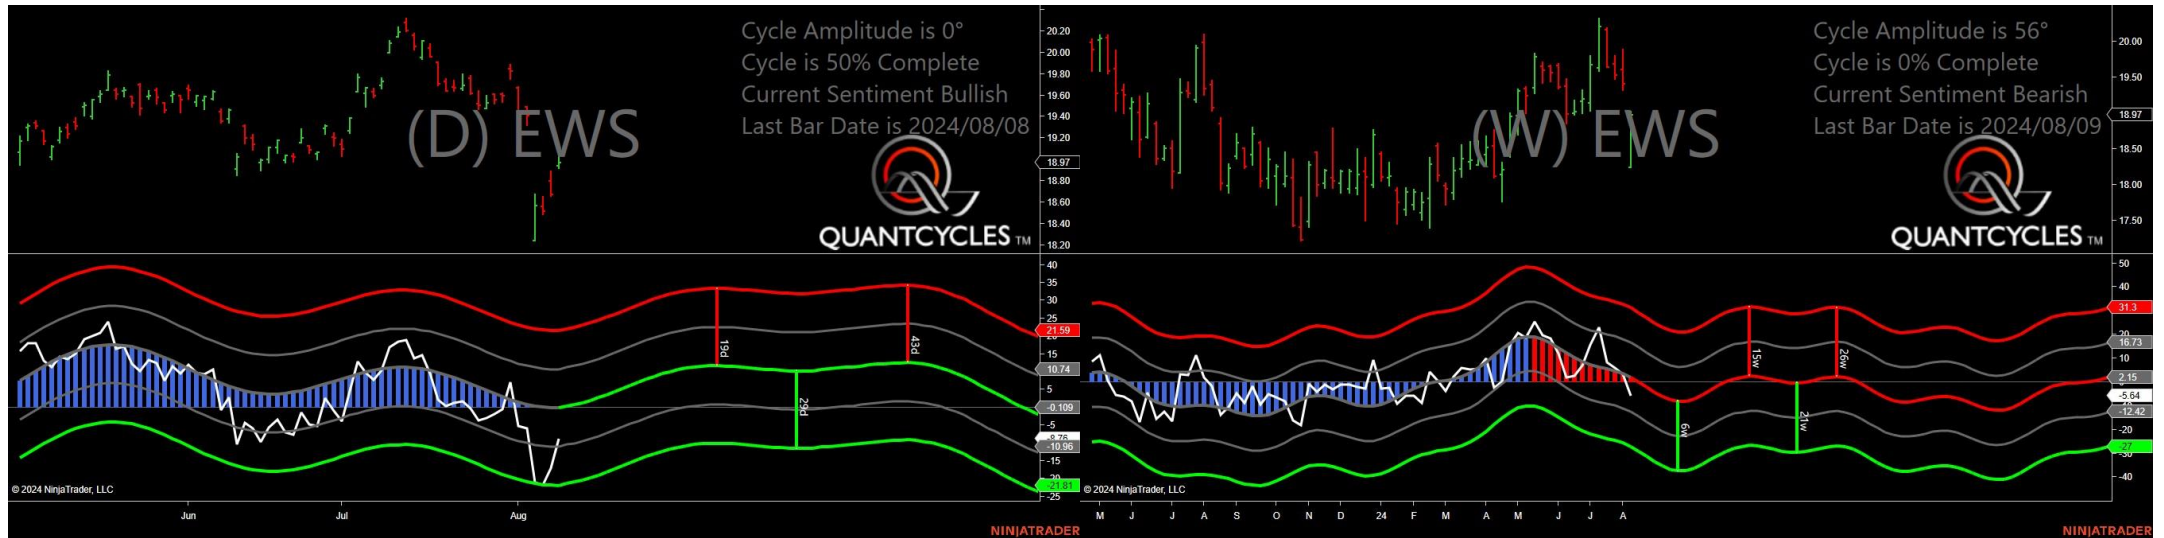 Cycle Amplitude is 0°
Cycle is 50% Complete
Current Sentiment Bullish
Last Bar Date is 2024/08/08
(D) EWS
QUANTCYCLES TM
20.20
20.00
19.80
19.60
19.40
19.20
18.97
18.80
18.60
18.40
18.20
40
35
30
25
21.59
15
10.74
5
-0.109
-5
-8.76
-10.96
-15
-21.81
-25
19d
29d
43d
© 2024 NinjaTrader, LLC
Jun
Jul
Aug
NINJATRADER
Cycle Amplitude is 56°
Cycle is 0% Complete
Current Sentiment Bearish
Last Bar Date is 2024/08/09
(W) EWS
QUANTCYCLES TM
20.00
19.50
18.97
18.50
18.00
17.50
50
40
31.3
20
16.73
10
2.15
-5.64
-12.42
-20
-27
-30
-40
6w
15w
21w
26w
© 2024 NinjaTrader, LLC
M J J A S O N D 24 F M A M J J A
NINJATRADER